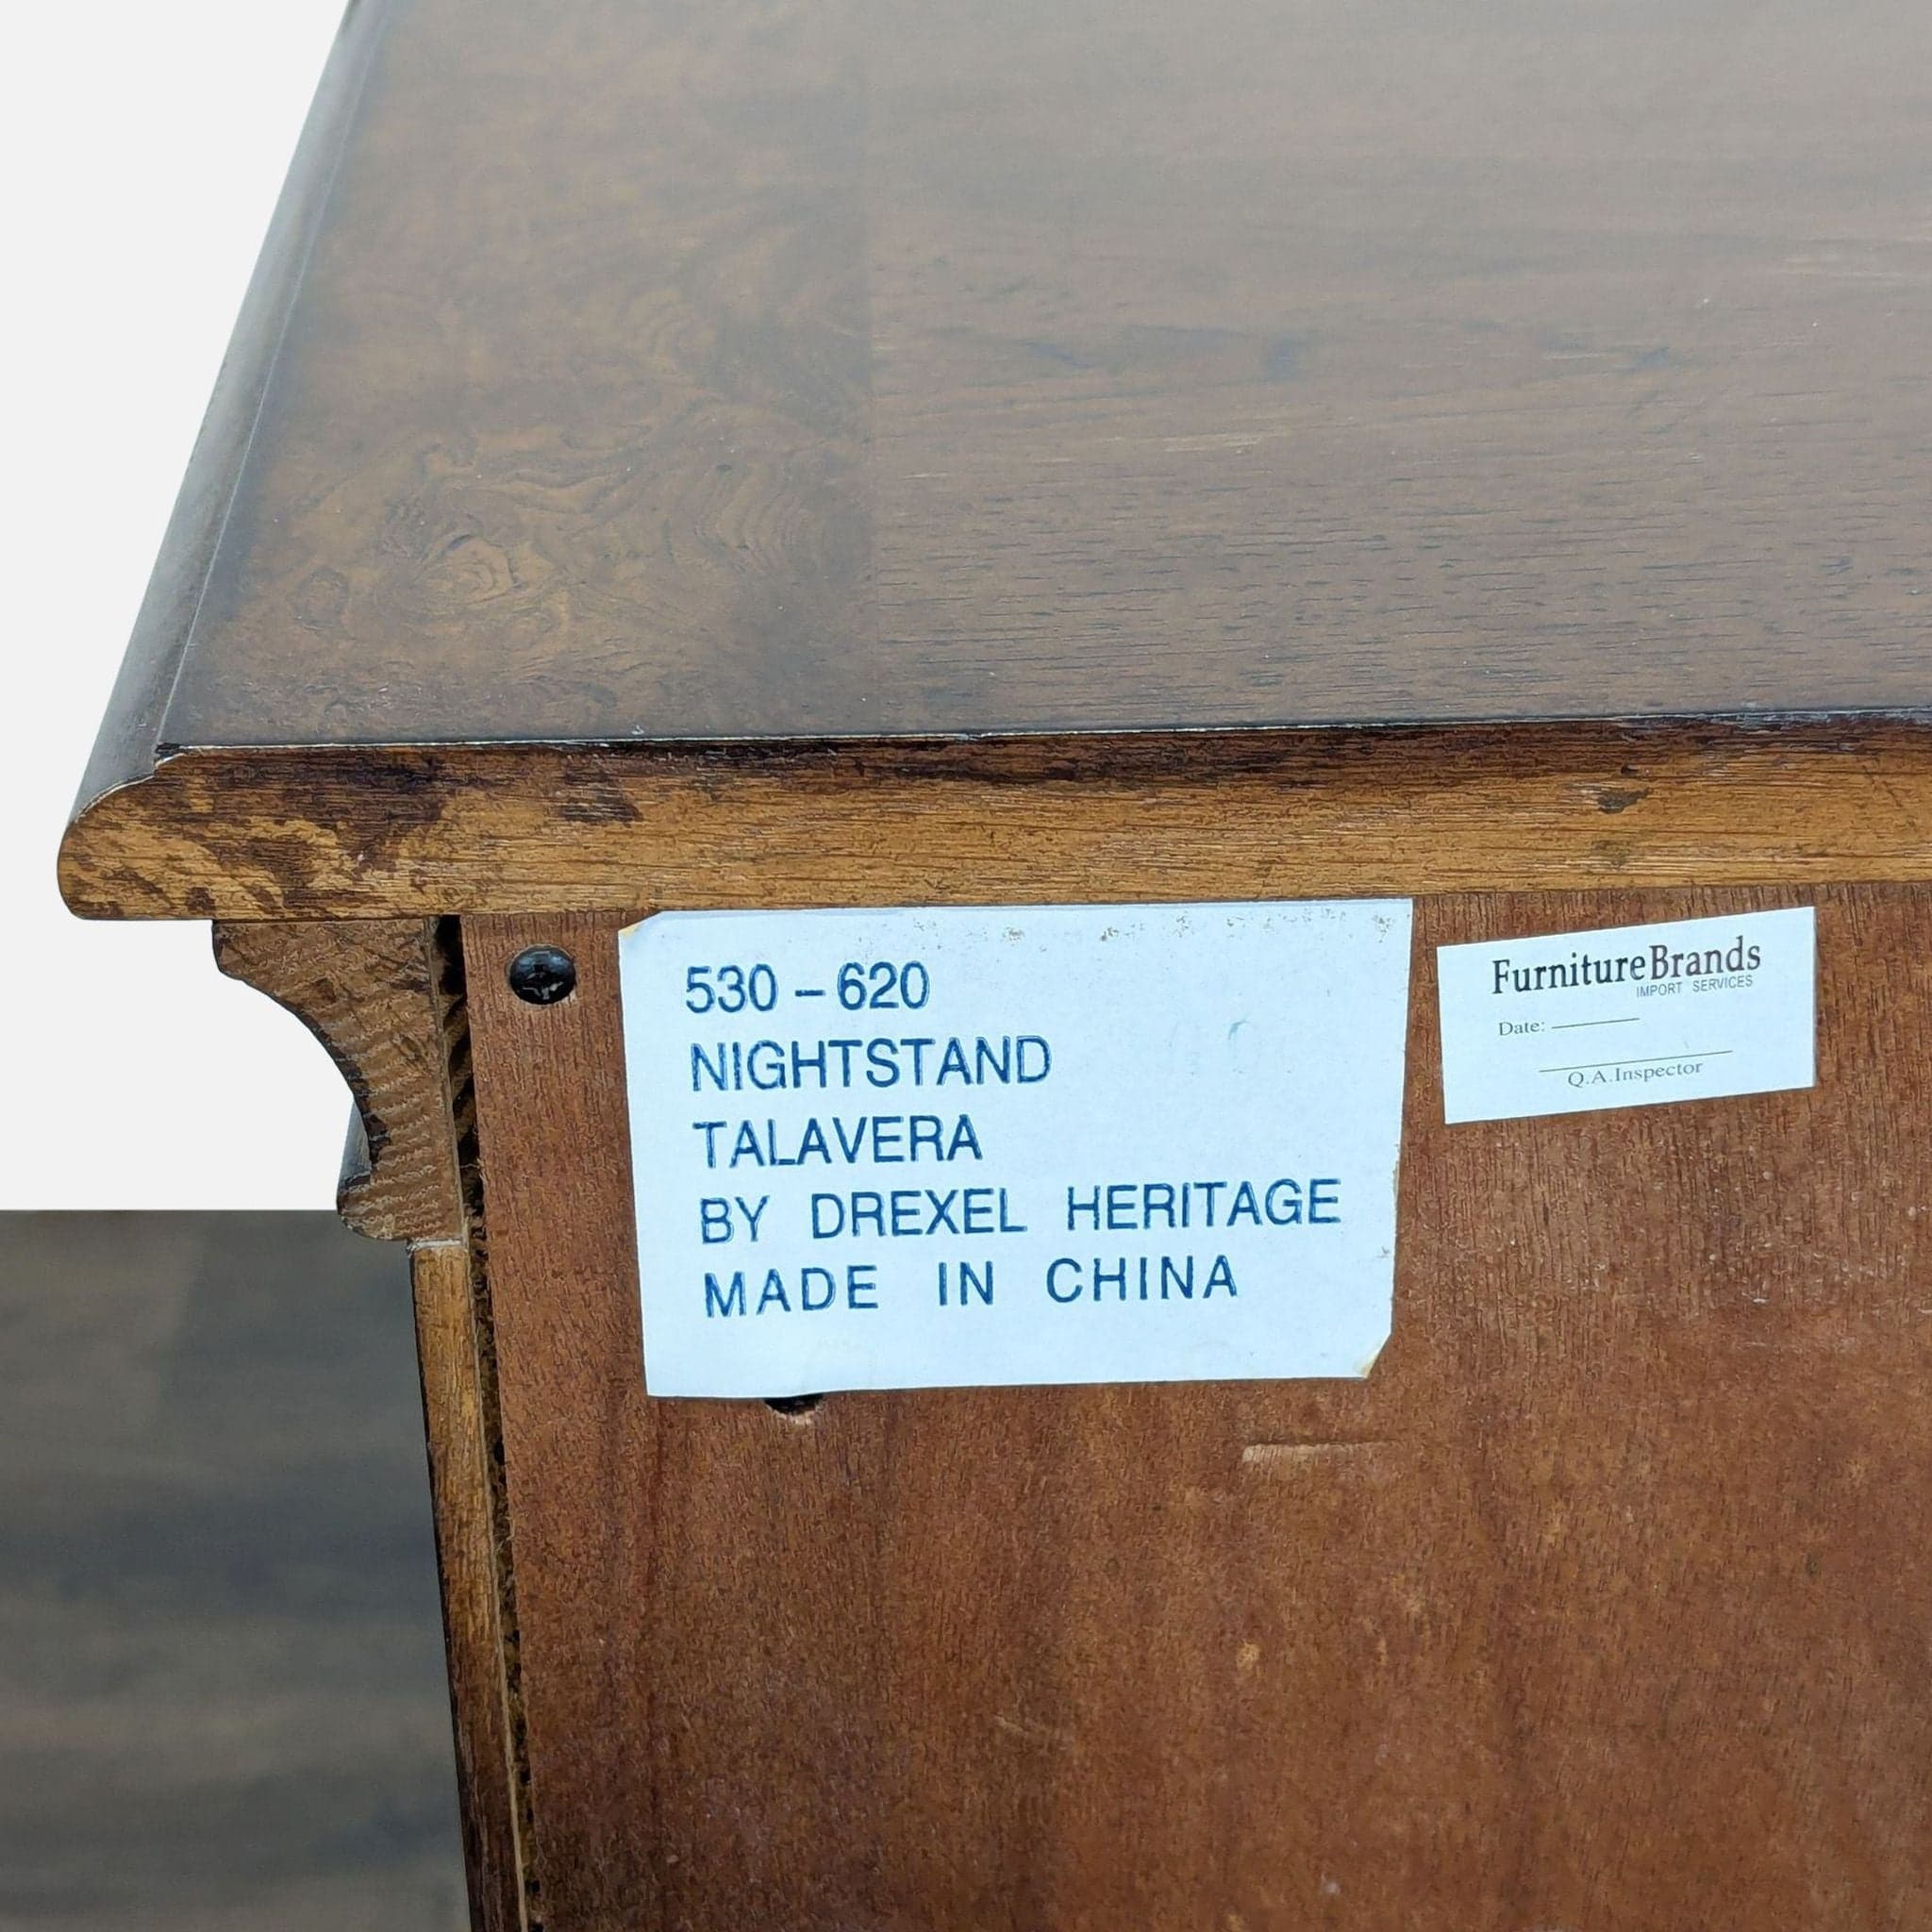 530 – 620
NIGHTSTAND
TALAVERA
BY DREXEL HERITAGE
MADE IN CHINA
FurnitureBrands
IMPORT SERVICES
Date:
Q.A.Inspector